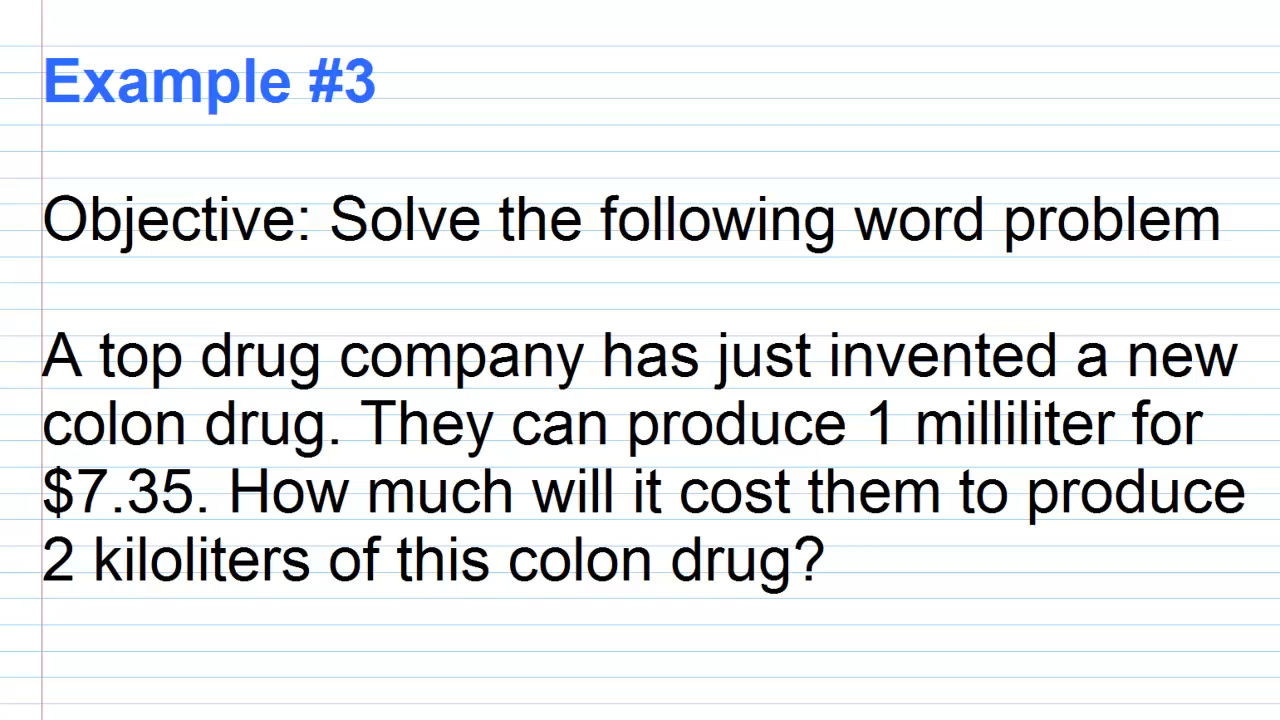 Example #3
Objective: Solve the following word problem
A top drug company has just invented a new
colon drug. They can produce 1 milliliter for
$7.35. How much will it cost them to produce
2 kiloliters of this colon drug?